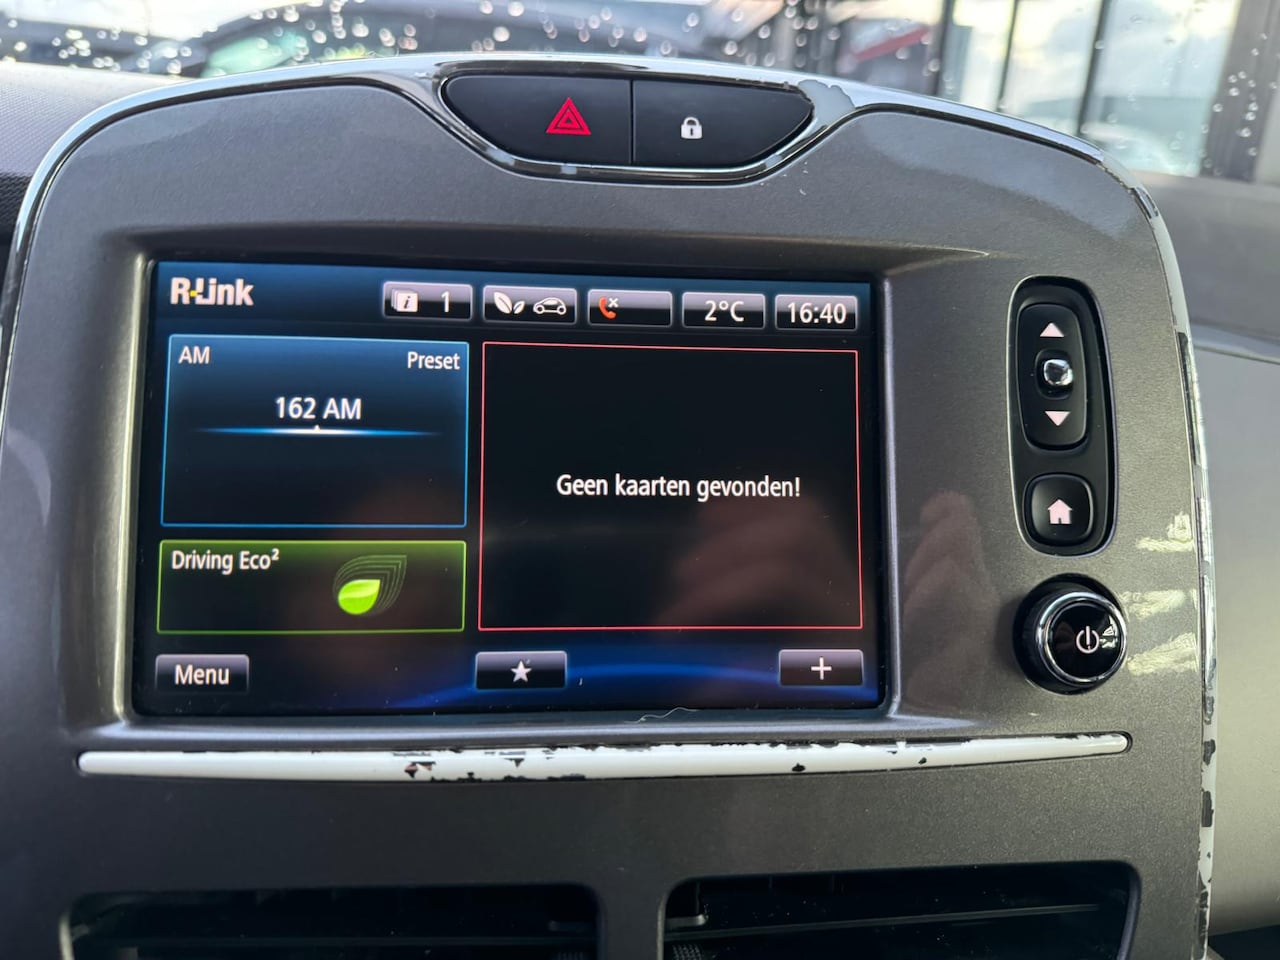 R-Link
1
2°C
16:40
AM
Preset
162 AM
Geen kaarten gevonden!
Driving Eco²
Menu